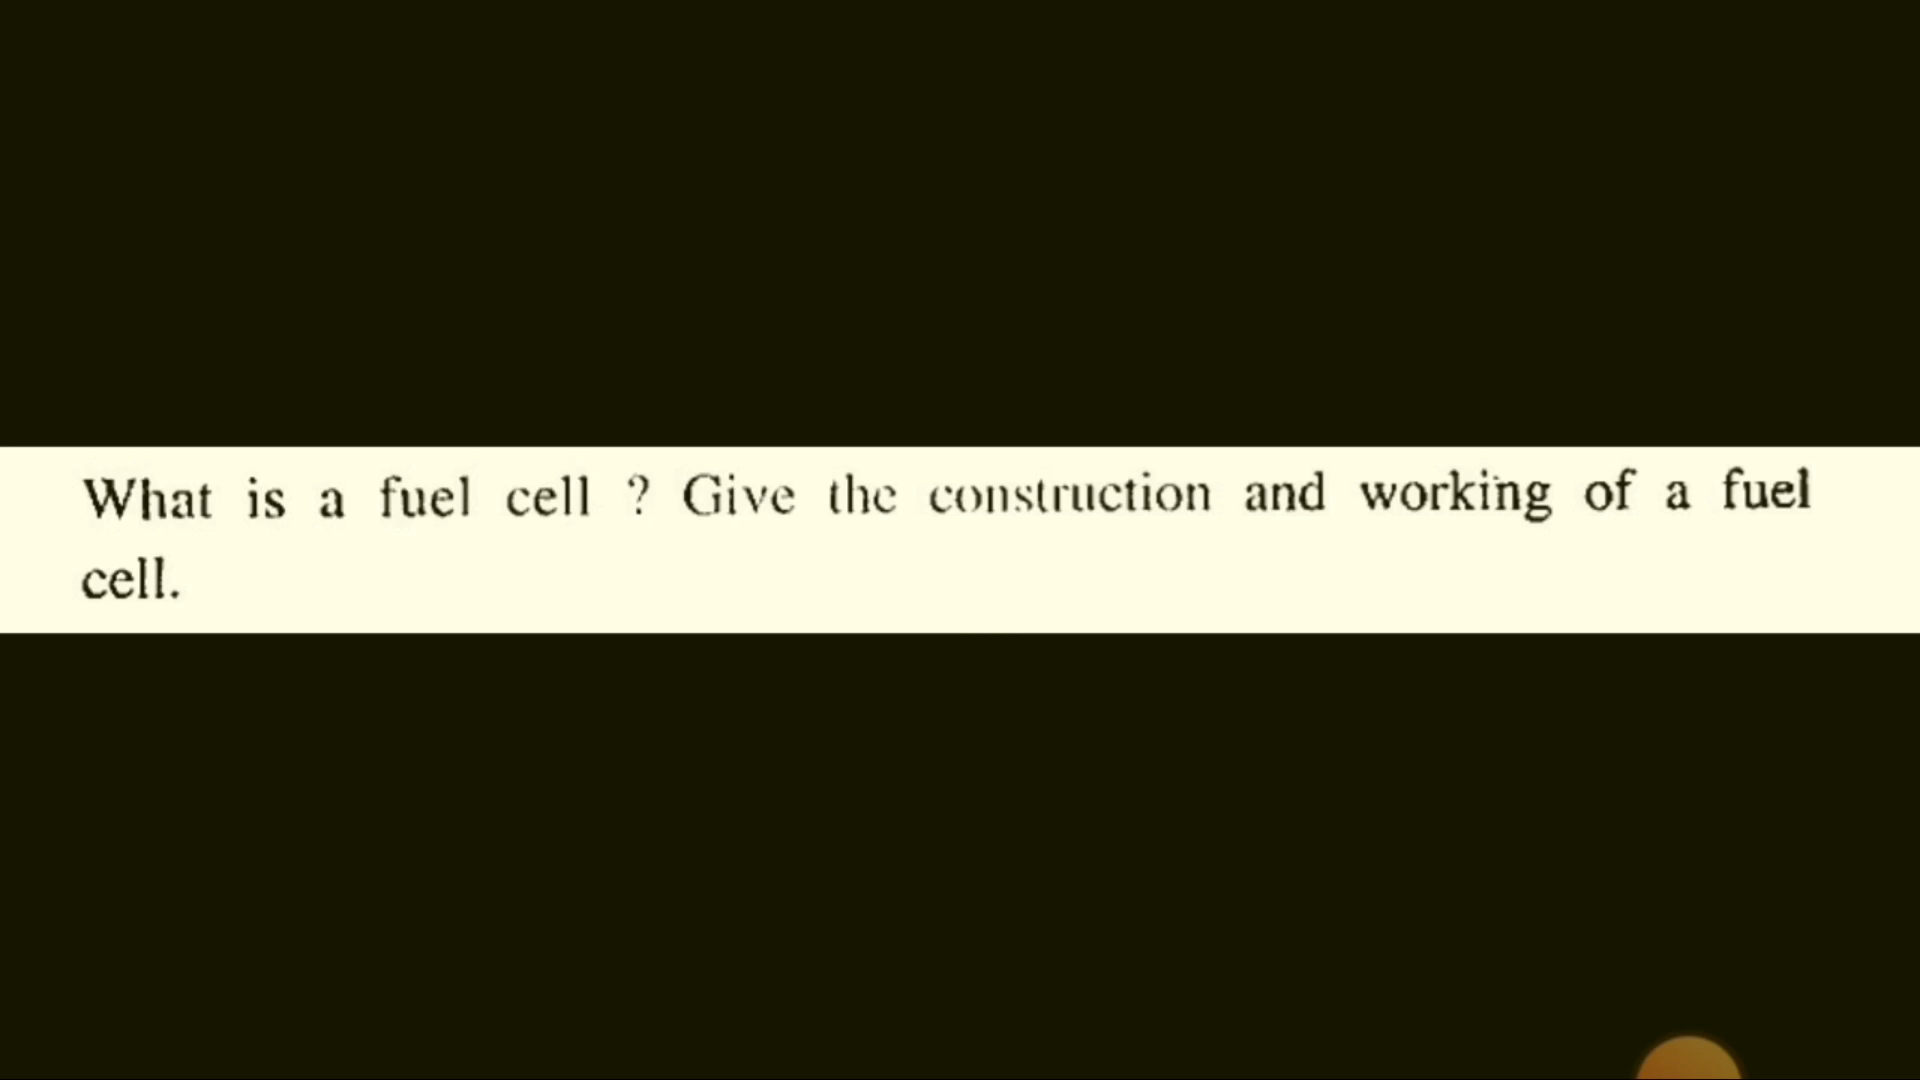 What is a fuel cell ? Give the construction and working of a fuel
cell.